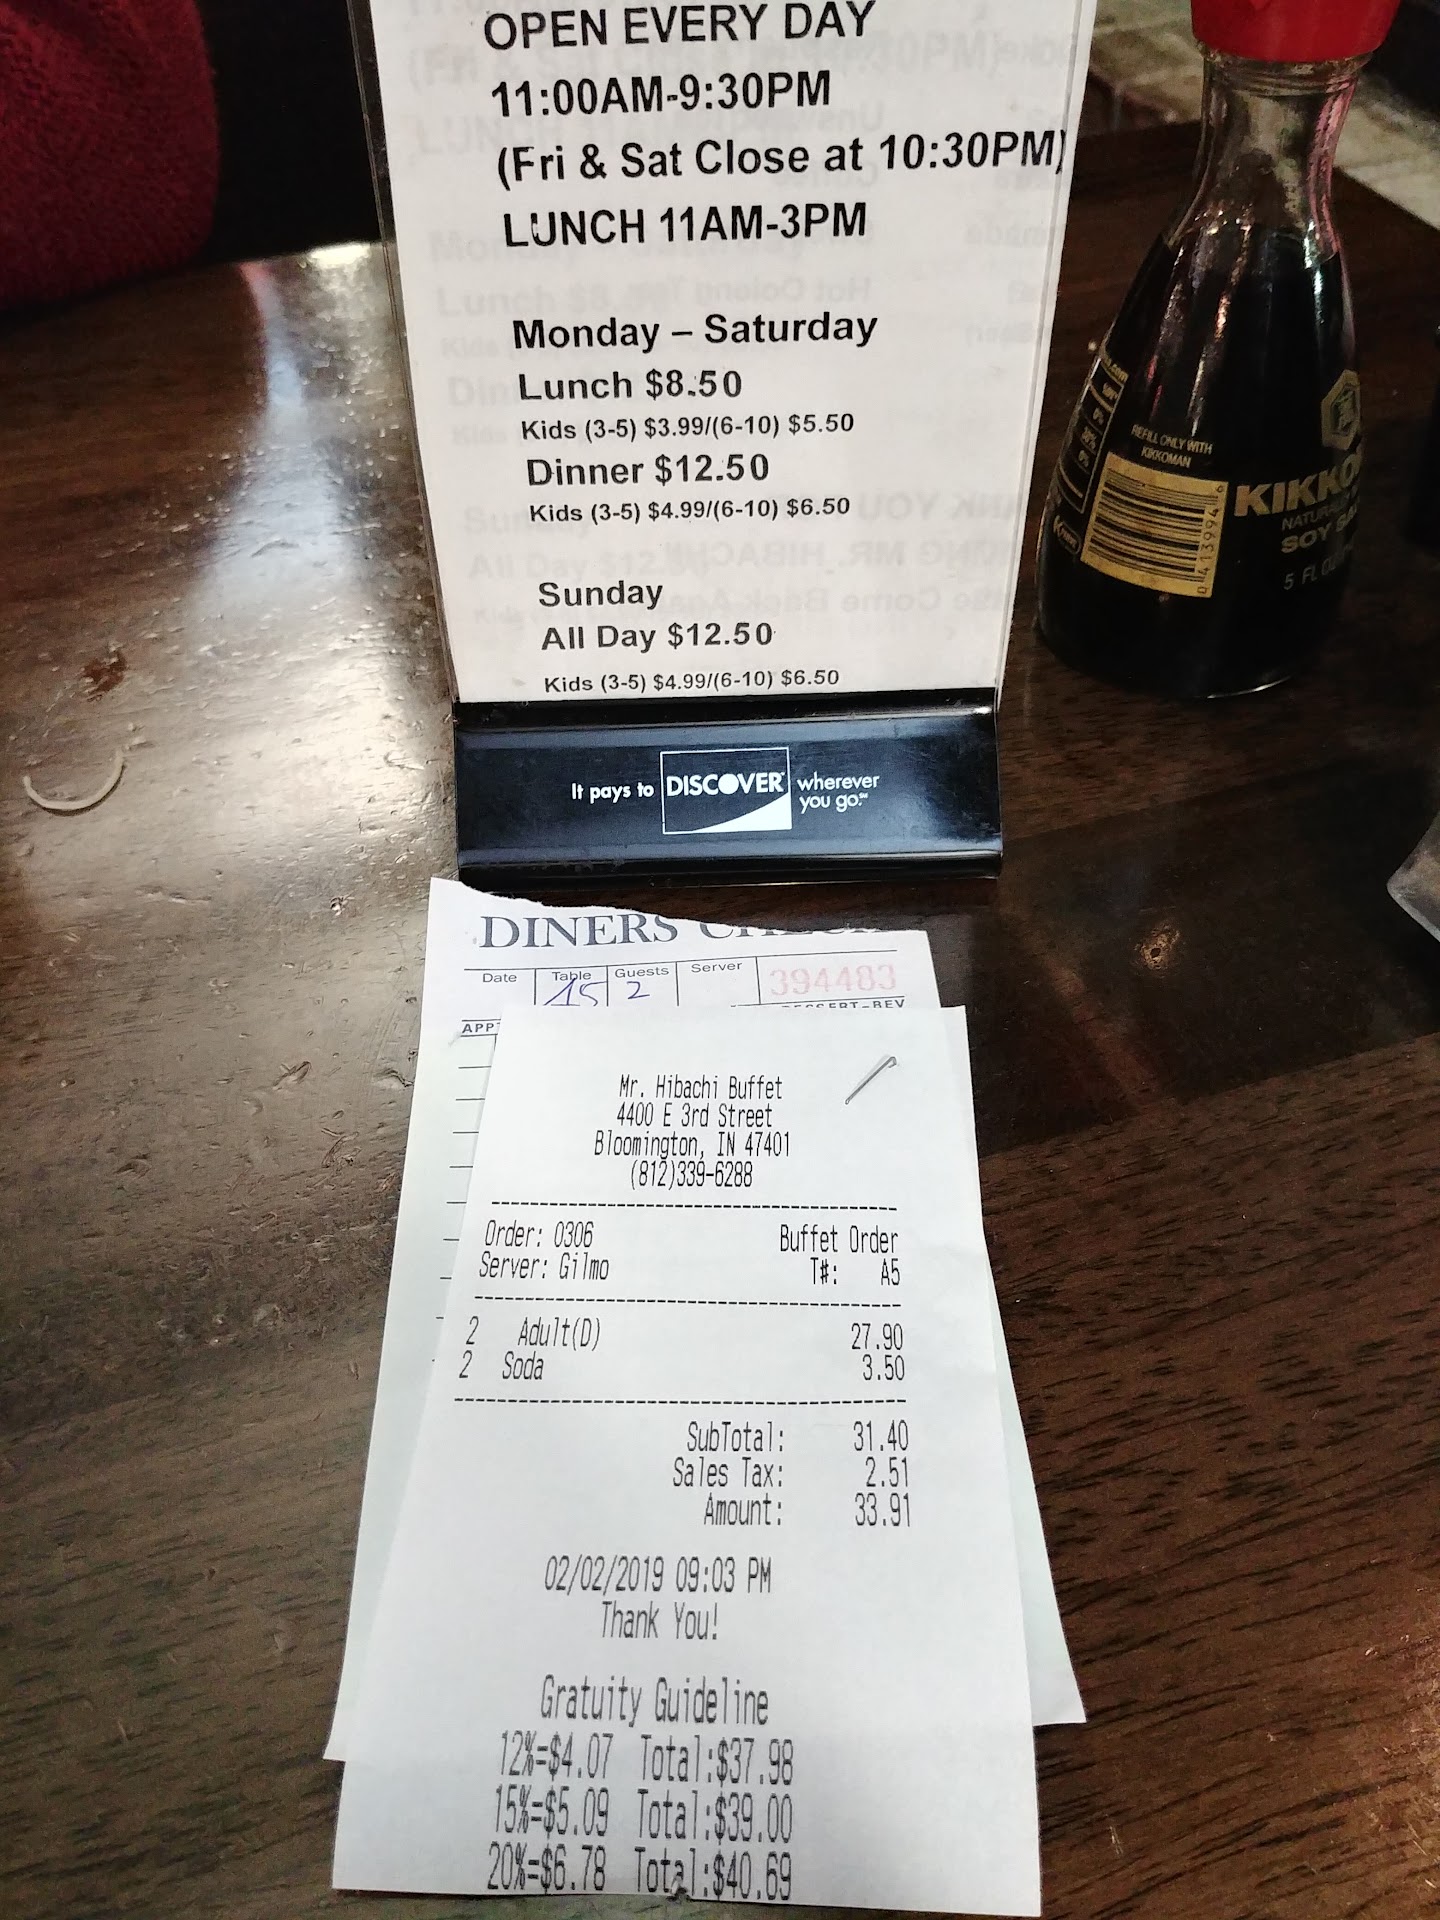 OPEN EVERY DAY
11:00AM-9:30PM
(Fri & Sat Close at 10:30PM)
LUNCH 11AM-3PM
Monday – Saturday
Lunch $8.50
Kids (3-5) $3.99/(6-10) $5.50
Dinner $12.50
Kids (3-5) $4.99/(6-10) $6.50
Sunday
All Day $12.50
Kids (3-5) $4.99/(6-10) $6.50
It pays to DISCOVER wherever
you go.
REFILL ONLY WITH
KIKKOMAN
SOY
5 FL
DINERS
Date Table Guests Server 394483
2
Mr. Hibachi Buffet
4400 E 3rd Street
Bloomington, IN 47401
(812)339-6288
Order: 0306 Buffet Order
Server: Gilmo T#: A5
2 Adult(D) 27.90
2 Soda 3.50
SubTotal: 31.40
Sales Tax: 2.51
Amount: 33.91
02/02/2019 09:03 PM
Thank You!
Gratuity Guideline
12%=$4.07 Total:$37.98
15%=$5.09 Total:$39.00
20%=$6.78 Total:$40.69